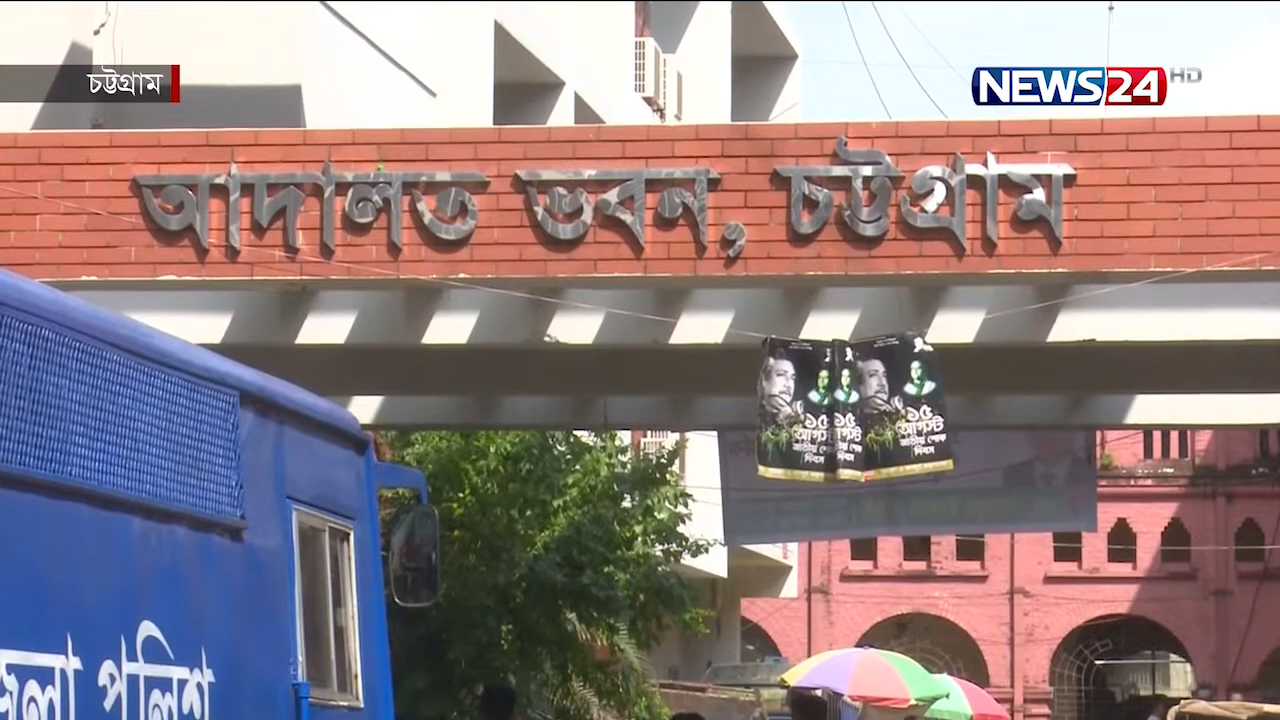 চট্টগ্রাম
NEWS24 HD
আদালত ভবন, চট্টগ্রাম
১৫
আগস্ট
জাতীয় শোক
দিবস
১৫
আগস্ট
জাতীয় শোক
দিবস
জেলা পুলিশ